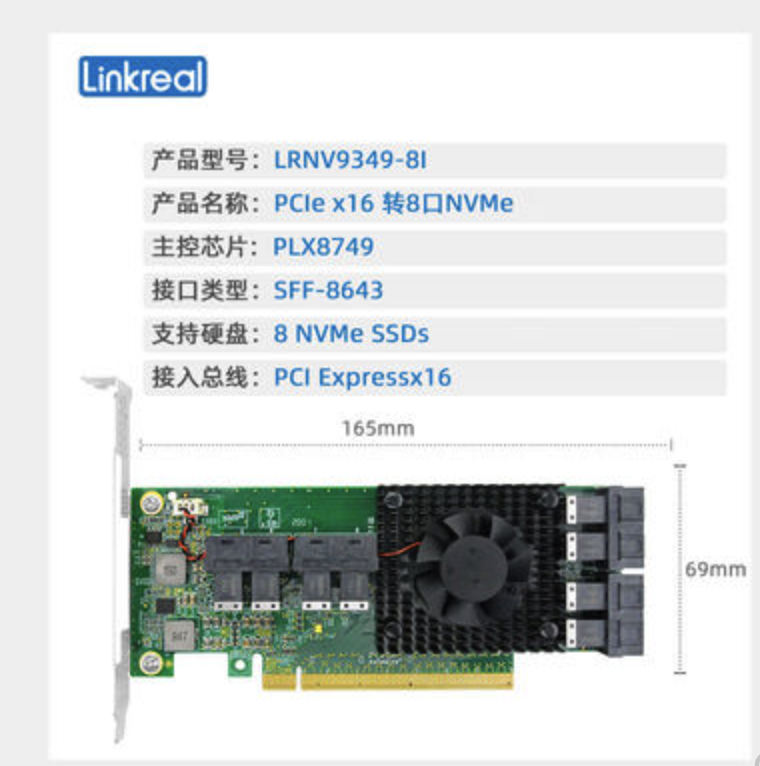 Linkreal
产品型号：LRNV9349-8I
产品名称：PCIe x16 转8口NVMe
主控芯片：PLX8749
接口类型：SFF-8643
支持硬盘：8 NVMe SSDs
接入总线：PCI Expressx16
165mm
69mm